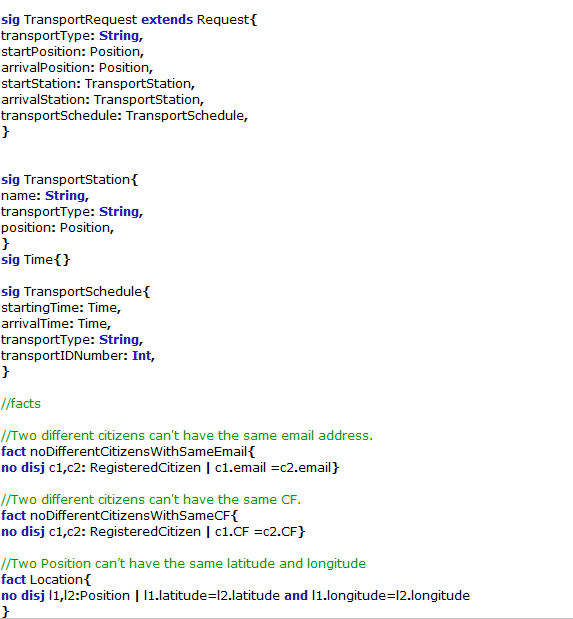 sig TransportRequest extends Request{
transportType: String,
startPosition: Position,
arrivalPosition: Position,
startStation: TransportStation,
arrivalStation: TransportStation,
transportSchedule: TransportSchedule,
}
sig TransportStation{
name: String,
transportType: String,
position: Position,
}
sig Time{}
sig TransportSchedule{
startingTime: Time,
arrivalTime: Time,
transportType: String,
transportIDNumber: Int,
}
//facts
//Two different citizens can't have the same email address.
fact noDifferentCitizensWithSameEmail{
no disj c1,c2: RegisteredCitizen | c1.email =c2.email}
//Two different citizens can't have the same CF.
fact noDifferentCitizensWithSameCF{
no disj c1,c2: RegisteredCitizen | c1.CF =c2.CF}
//Two Position can't have the same latitude and longitude
fact Location{
no disj l1,l2:Position | l1.latitude=l2.latitude and l1.longitude=l2.longitude
}